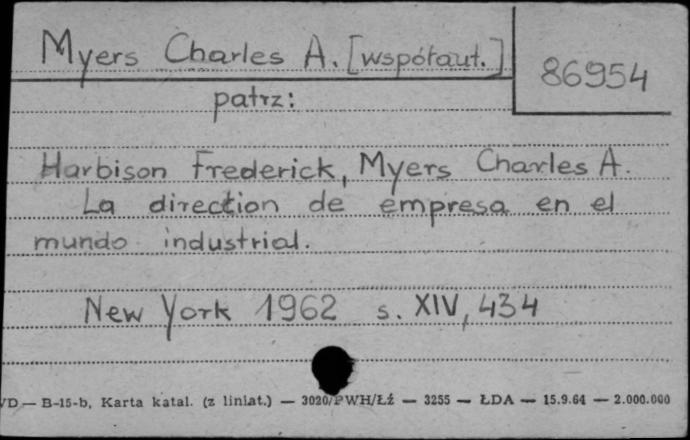 Myers Charles A. [współaut.]
86954
patrz:
Harbison Frederick, Myers Charles A.
La direction de empresa en el
mundo industrial.
New York 1962 s. XIV, 434
VD — B-15-b, Karta katal. (z liniat.) — 3020/PWH/Łź — 3255 — ŁDA — 15.9.64 — 2.000.000